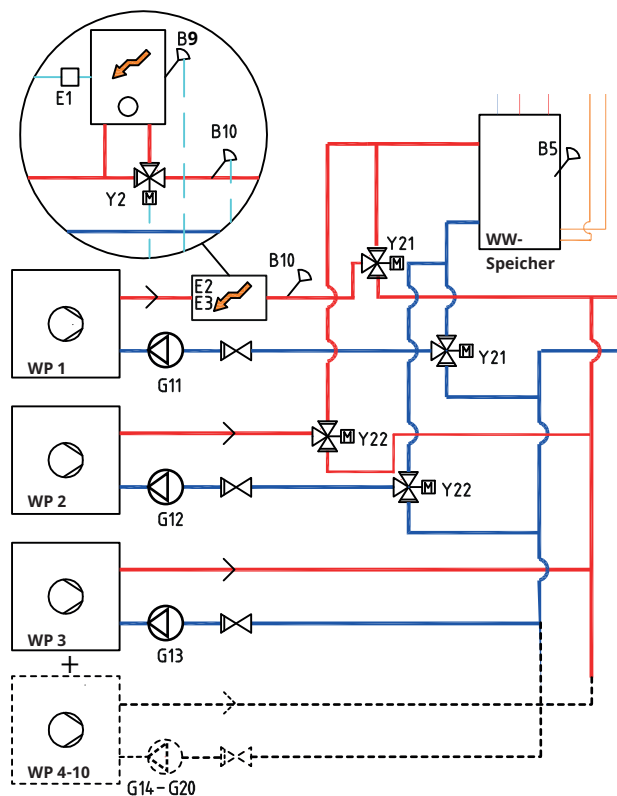 B9
E1
B10
Y2
M
B5
WW-
Speicher
Y21
M
B10
E2
E3
WP 1
G11
M
Y21
M
Y22
WP 2
G12
M
Y22
WP 3
G13
+
WP 4-10
G14-G20